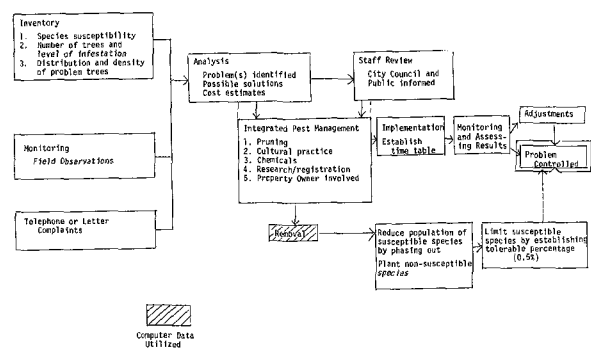 Inventory
1. Species susceptibility
2. Number of trees and
level of infestation
3. Distribution and density
of problem trees
Analysis
Problem(s) identified
Possible solutions
Cost estimates
Staff Review
City Council and
Public informed
Monitoring
Field Observations
Integrated Pest Management
1. Pruning
2. Cultural practice
3. Chemicals
4. Research/registration
5. Property Owner involved
Implementation
Establish
time table
Monitoring
and Assess-
ing Results
Adjustments
Problem
Controlled
Telephone or Letter
Complaints
Removal
Reduce population of
susceptible species
by phasing out
Plant non-susceptible
species
Limit susceptible
species by establishing
tolerable percentage
(0.5%)
Computer Data
Utilized